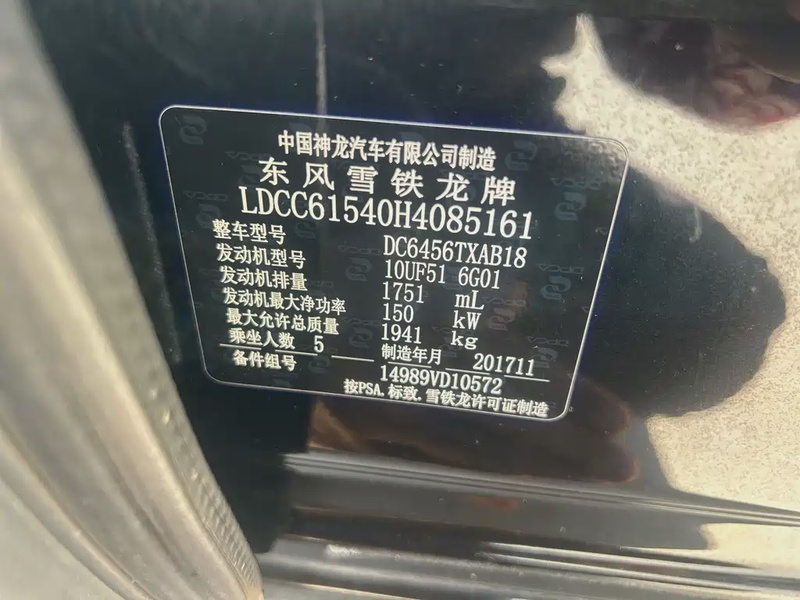 中国神龙汽车有限公司制造
东风雪铁龙牌
LDCC61540H4085161
整车型号 DC6456TXAB18
发动机型号 10UF51 6G01
发动机排量 1751 mL
发动机最大净功率 150 kW
最大允许总质量 1941 kg
乘坐人数 5 制造年月 201711
备件组号 14989VD10572
按PSA.标致.雪铁龙许可证制造